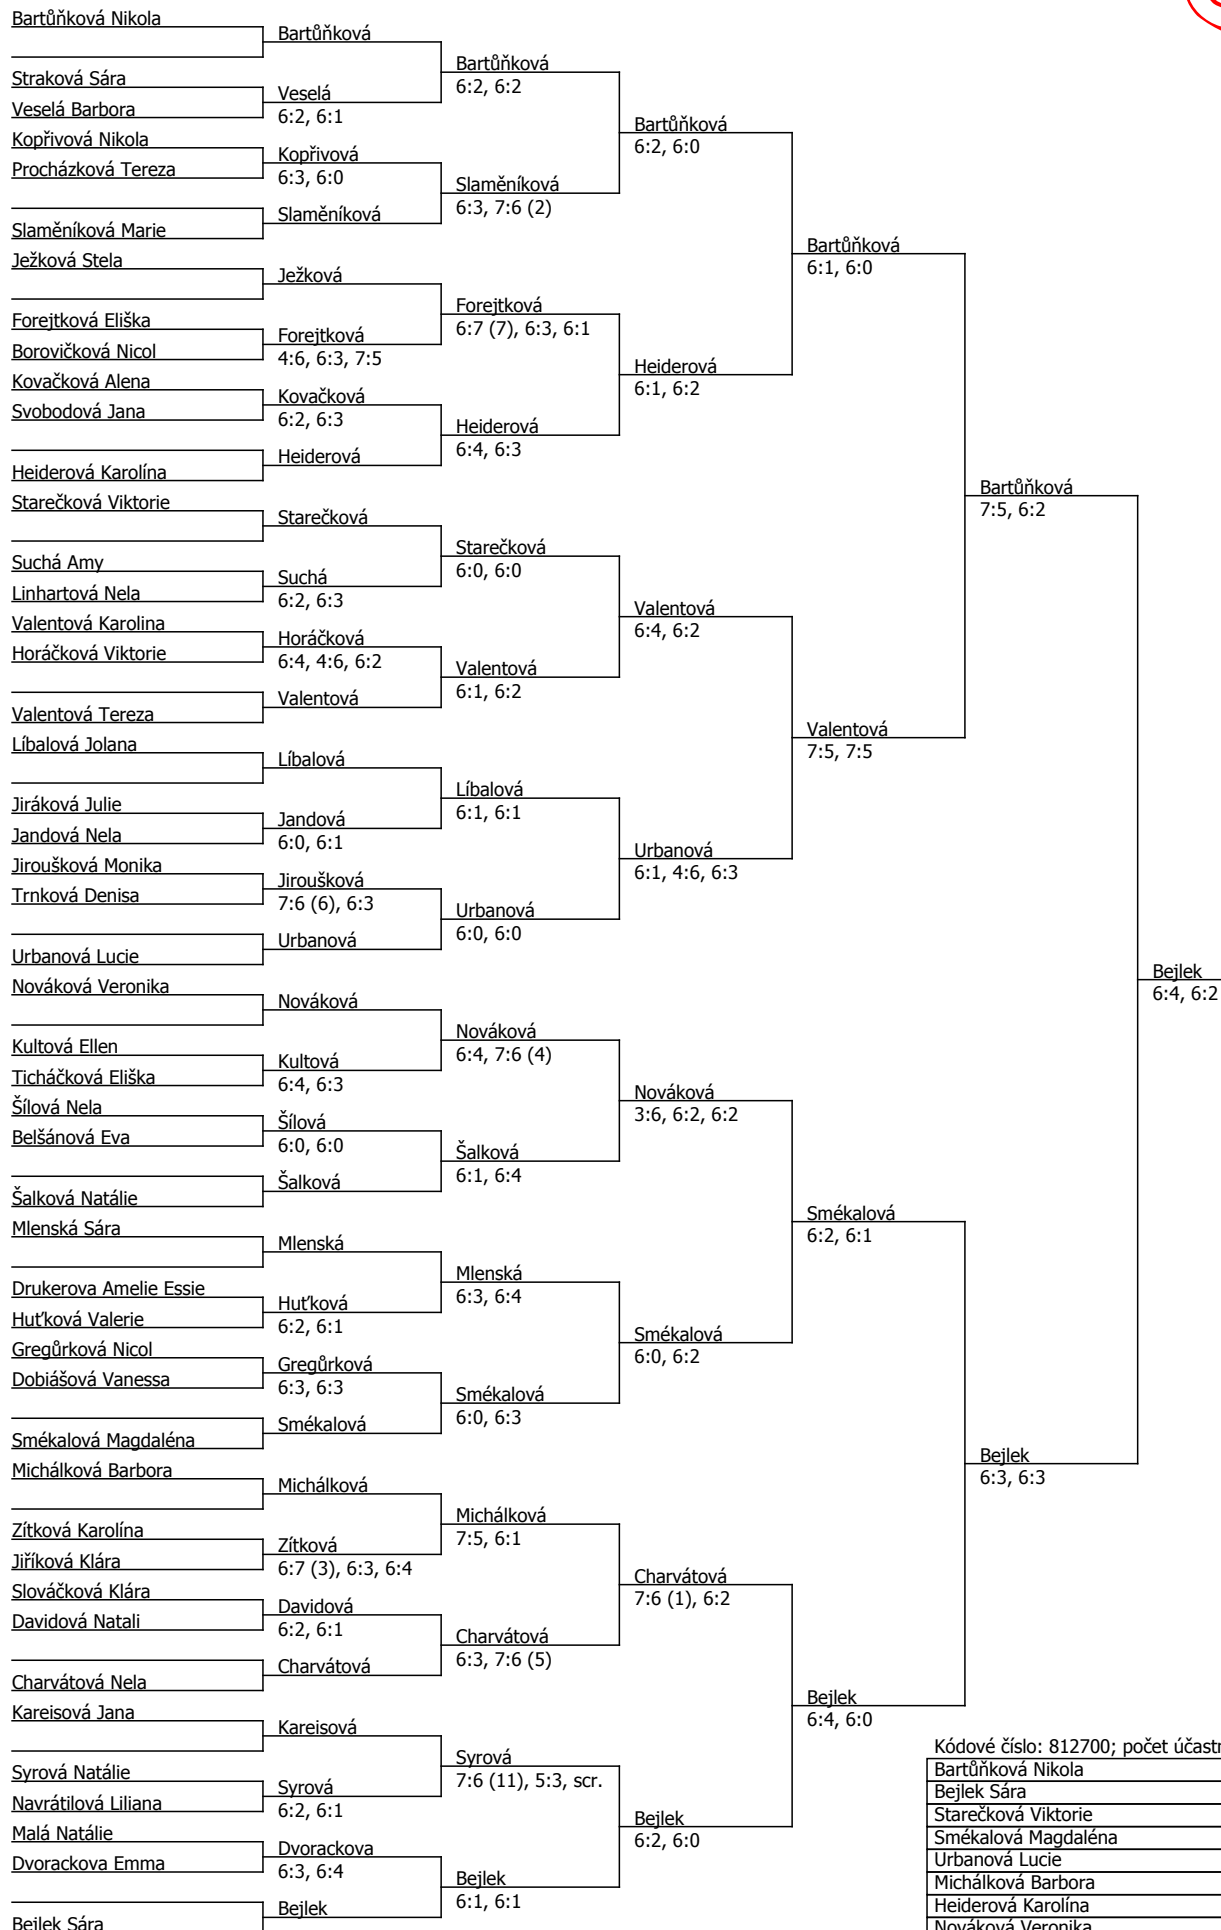 Bartůňková Nikola
Straková Sára
Veselá Barbora
Kopřivová Nikola
Procházková Tereza
Slaměníková Marie
Ježková Stela
Forejtková Eliška
Borovičková Nicol
Kovačková Alena
Svobodová Jana
Heiderová Karolína
Starečková Viktorie
Suchá Amy
Linhartová Nela
Valentová Karolina
Horáčková Viktorie
Valentová Tereza
Líbalová Jolana
Jiráková Julie
Jandová Nela
Jiroušková Monika
Trnková Denisa
Urbanová Lucie
Nováková Veronika
Kultová Ellen
Ticháčková Eliška
Šílová Nela
Belšánová Eva
Šalková Natálie
Mlenská Sára
Drukerova Amelie Essie
Huťková Valerie
Gregůrková Nicol
Dobiášová Vanessa
Smékalová Magdaléna
Michálková Barbora
Zítková Karolína
Jiříková Klára
Slováčková Klára
Davidová Natali
Charvátová Nela
Kareisová Jana
Syrová Natálie
Navrátilová Liliana
Malá Natálie
Dvorackova Emma
Bejlek Sára
Bartůňková
Veselá
6:2, 6:1
Kopřivová
6:3, 6:0
Slaměníková
Ježková
Forejtková
4:6, 6:3, 7:5
Kovačková
6:2, 6:3
Heiderová
Starečková
Suchá
6:2, 6:3
Horáčková
6:4, 4:6, 6:2
Valentová
Líbalová
Jandová
6:0, 6:1
Jiroušková
7:6 (6), 6:3
Urbanová
Nováková
Kultová
6:4, 6:3
Šílová
6:0, 6:0
Šalková
Mlenská
Huťková
6:2, 6:1
Gregůrková
6:3, 6:3
Smékalová
Michálková
Zítková
6:7 (3), 6:3, 6:4
Davidová
6:2, 6:1
Charvátová
Kareisová
Syrová
6:2, 6:1
Dvorackova
6:3, 6:4
Bejlek
Bartůňková
6:2, 6:2
Slaměníková
6:3, 7:6 (2)
Forejtková
6:7 (7), 6:3, 6:1
Heiderová
6:4, 6:3
Starečková
6:0, 6:0
Valentová
6:1, 6:2
Líbalová
6:1, 6:1
Urbanová
6:0, 6:0
Nováková
6:4, 7:6 (4)
Šalková
6:1, 6:4
Mlenská
6:3, 6:4
Smékalová
6:0, 6:3
Michálková
7:5, 6:1
Charvátová
6:3, 7:6 (5)
Syrová
7:6 (11), 5:3, scr.
Bejlek
6:1, 6:1
Bartůňková
6:2, 6:0
Heiderová
6:1, 6:2
Valentová
6:4, 6:2
Urbanová
6:1, 4:6, 6:3
Nováková
3:6, 6:2, 6:2
Smékalová
6:0, 6:2
Charvátová
7:6 (1), 6:2
Bejlek
6:2, 6:0
Bartůňková
6:1, 6:0
Valentová
7:5, 7:5
Smékalová
6:2, 6:1
Bejlek
6:4, 6:0
Bartůňková
7:5, 6:2
Bejlek
6:3, 6:3
Bejlek
6:4, 6:2
Kódové číslo: 812700; počet účastn
Bartůňková Nikola
Bejlek Sára
Starečková Viktorie
Smékalová Magdaléna
Urbanová Lucie
Michálková Barbora
Heiderová Karolína
Nováková Veronika